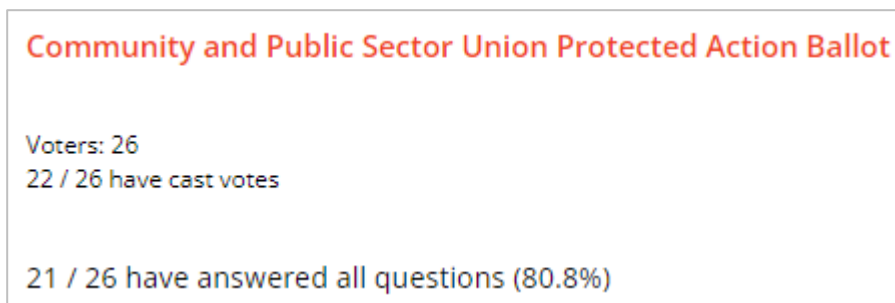 Community and Public Sector Union Protected Action Ballot
Voters: 26
22 / 26 have cast votes
21 / 26 have answered all questions (80.8%)